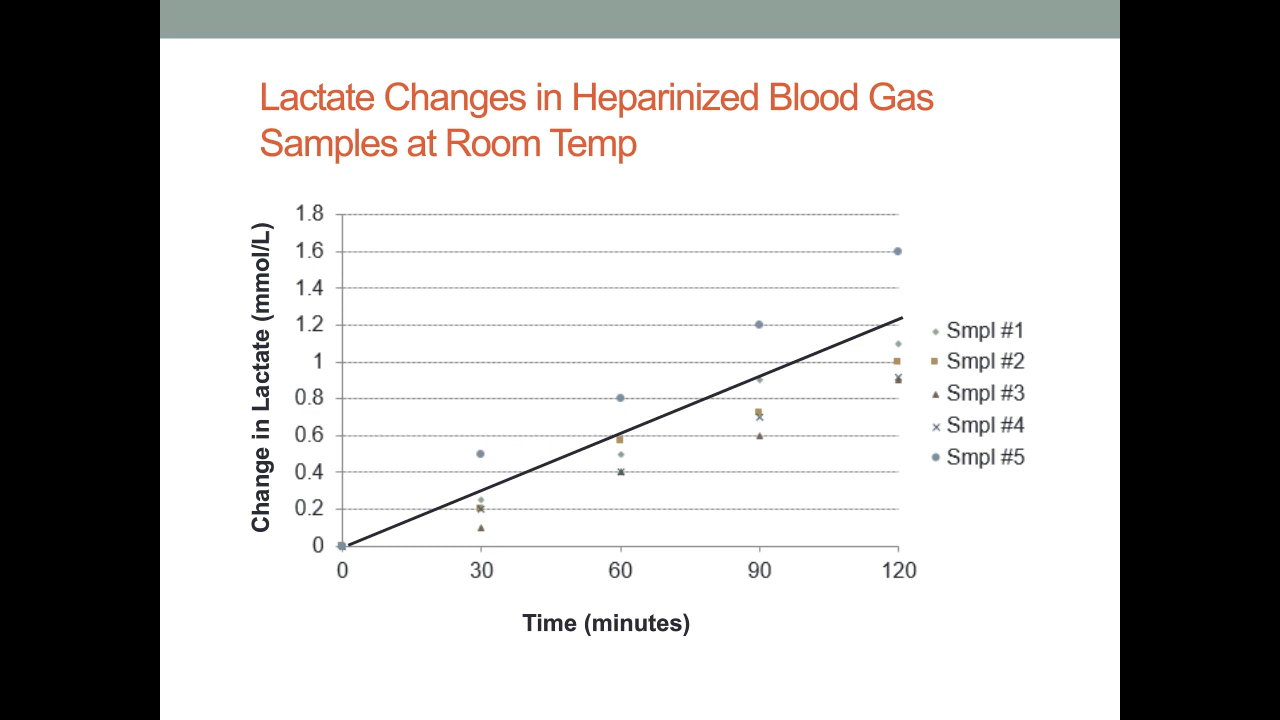 Lactate Changes in Heparinized Blood Gas
Samples at Room Temp
Change in Lactate (mmol/L)
1.8
1.6
1.4
1.2
1
0.8
0.6
0.4
0.2
0
0 30 60 90 120
Time (minutes)
Smpl #1
Smpl #2
Smpl #3
Smpl #4
Smpl #5